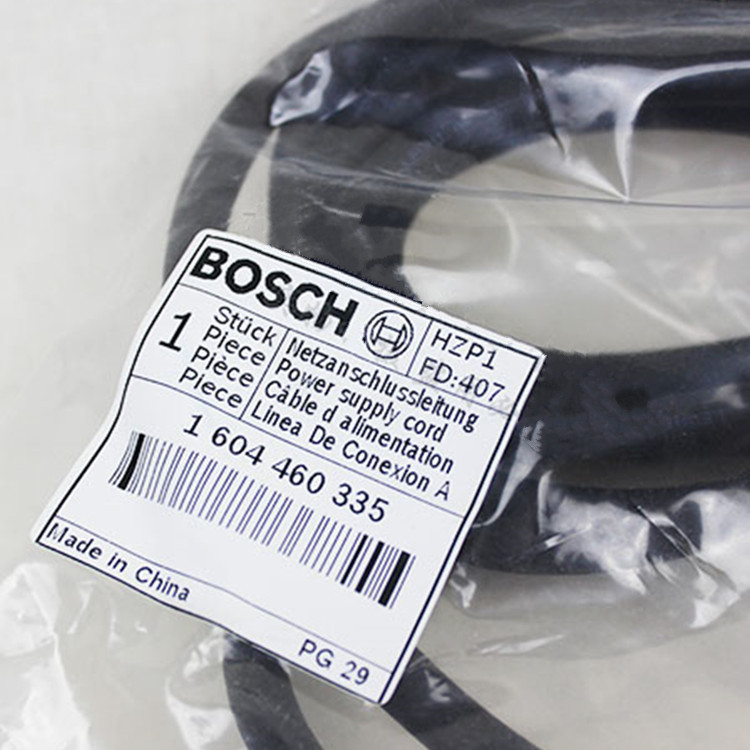 BOSCH
HZP1
FD:407
1
Stück
Piece
Pièce
Piece
Netzanschlussleitung
Power supply cord
Câble d alimentation
Linea De Conexion A
1 604 460 335
Made in China
PG 29